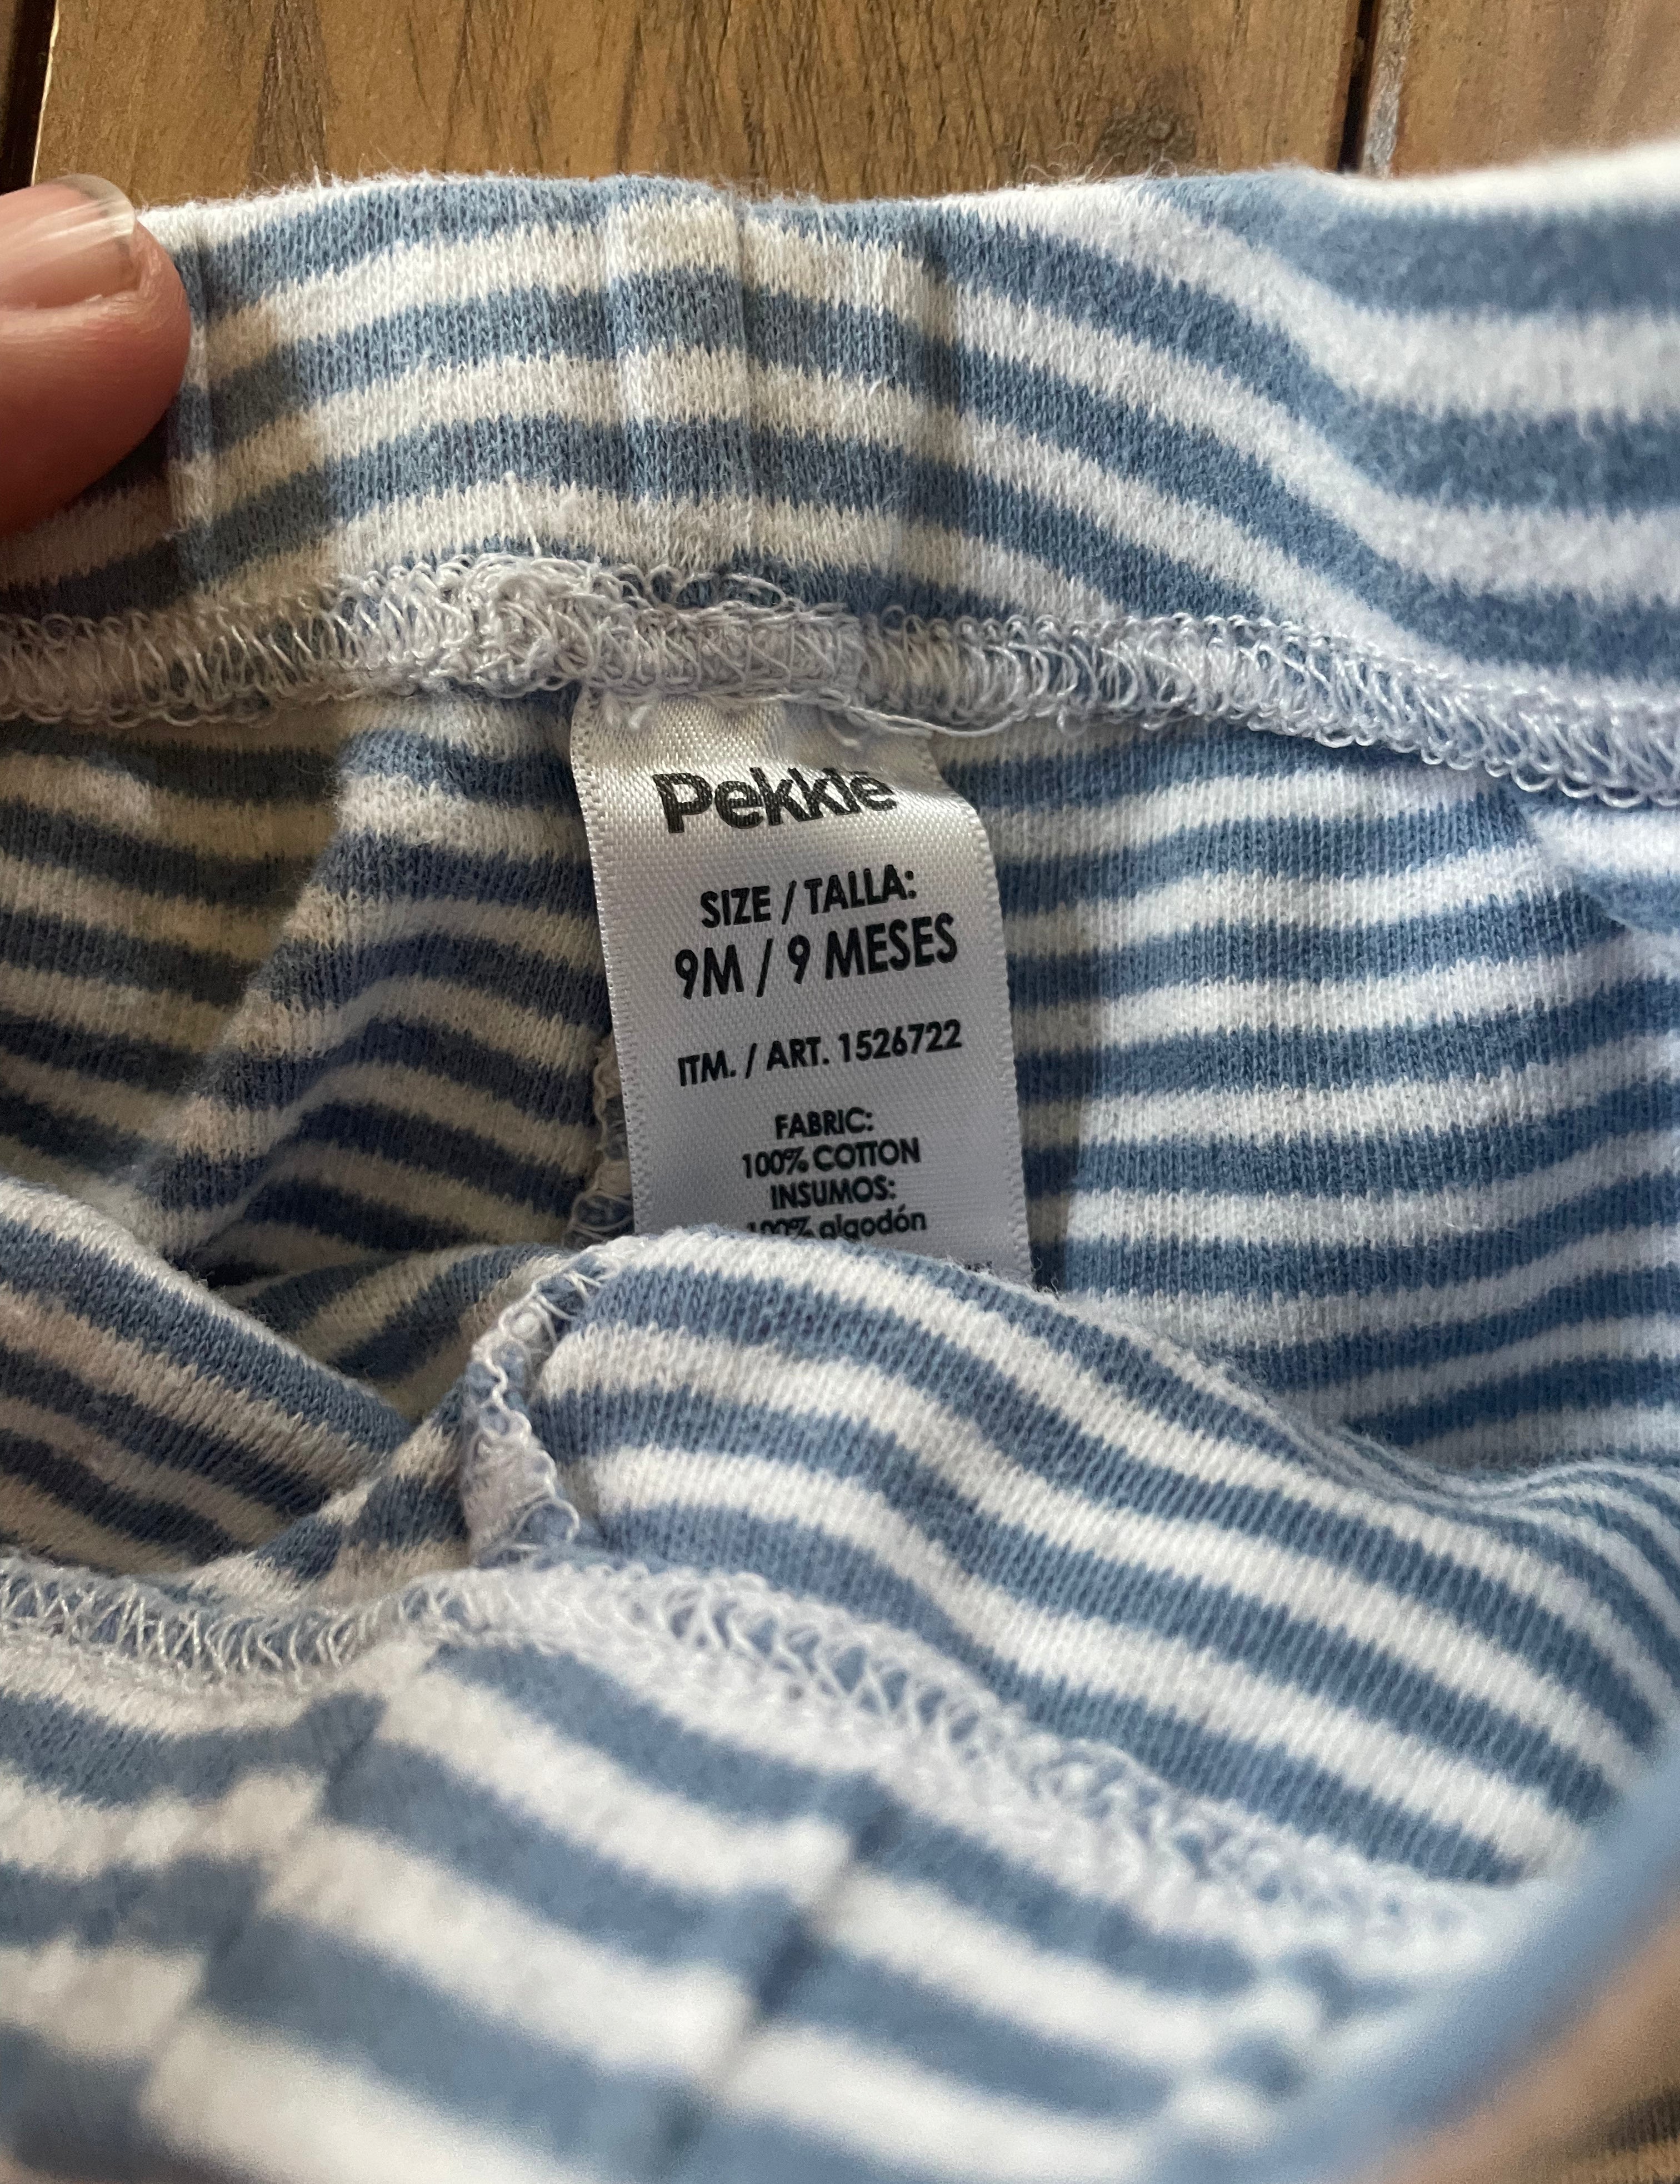 Pekkle
SIZE / TALLA:
9M / 9 MESES
ITM. / ART. 1526722
FABRIC:
100% COTTON
INSUMOS:
100% algodón